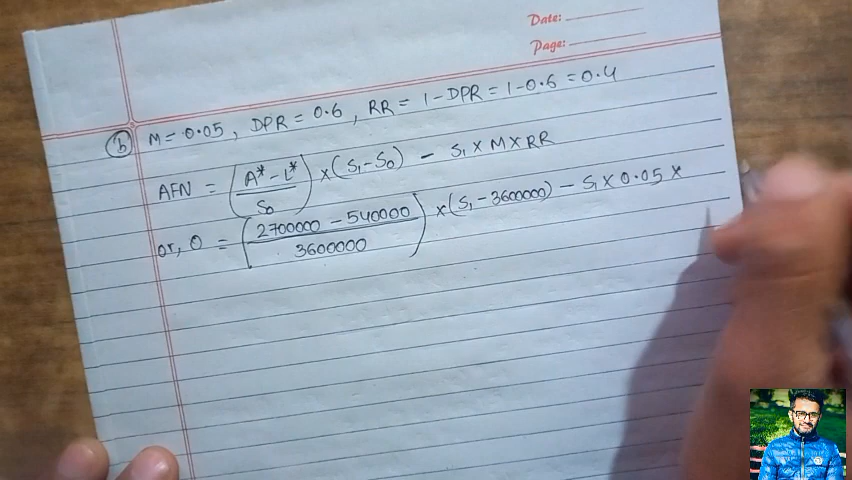 Date:
Page:
(b) M = 0.05, DPR = 0.6, RR = 1-DPR = 1-0.6 = 0.4
AFN = (A* - L* / S₀) × (S₁ - S₀) - S₁ × M × RR
or, 0 = (2700000 - 540000 / 3600000) × (S₁ - 3600000) - S₁ × 0.05 ×